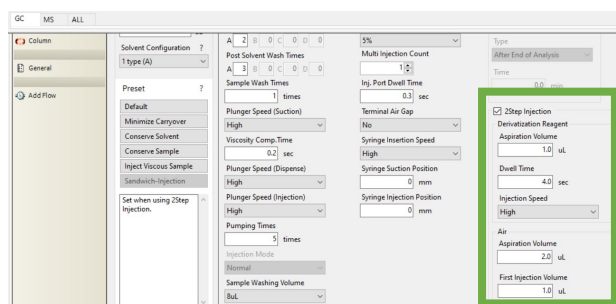 GC MS ALL
Column
General
Add Flow
Solvent Configuration ?
1 type (A)
Preset ?
Default
Minimize Carryover
Conserve Solvent
Conserve Sample
Inject Viscous Sample
Sandwich-Injection
Set when using 2Step
Injection.
A 2 B 0 C 0 D 0
Post Solvent Wash Times
A 3 B 0 C 0 D 0
Sample Wash Times
1 times
Plunger Speed (Suction)
High
Viscosity Comp.Time
0.2 sec
Plunger Speed (Dispense)
High
Plunger Speed (Injection)
High
Pumping Times
5 times
Injection Mode
Normal
Sample Washing Volume
8uL
5%
Multi Injection Count
1
Inj. Port Dwell Time
0.3 sec
Terminal Air Gap
No
Syringe Insertion Speed
High
Syringe Suction Position
0 mm
Syringe Injection Position
0 mm
Type
After End of Analysis
Time
0.0 min
2Step Injection
Derivatization Reagent
Aspiration Volume
1.0 uL
Dwell Time
4.0 sec
Injection Speed
High
Air
Aspiration Volume
2.0 uL
First Injection Volume
1.0 uL